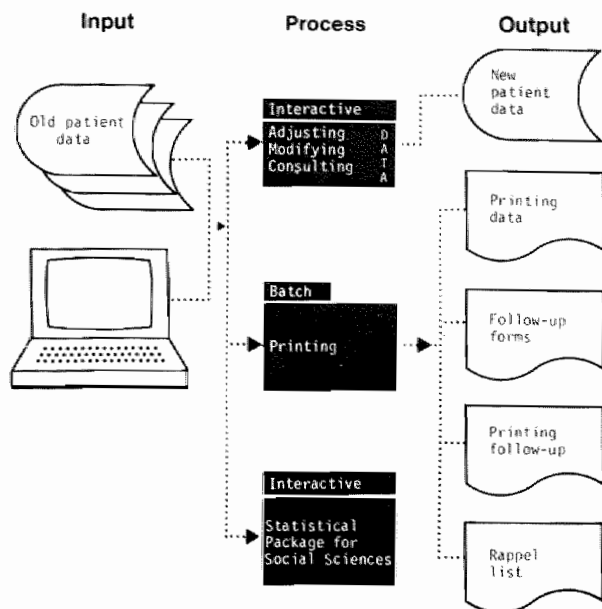 Input
Process
Output
Old patient
data
Interactive
Adjusting
Modifying
Consulting
DATA
Batch
Printing
Interactive
Statistical
Package for
Social Sciences
New
patient
data
Printing
data
Follow-up
forms
Printing
follow-up
Rappel
list